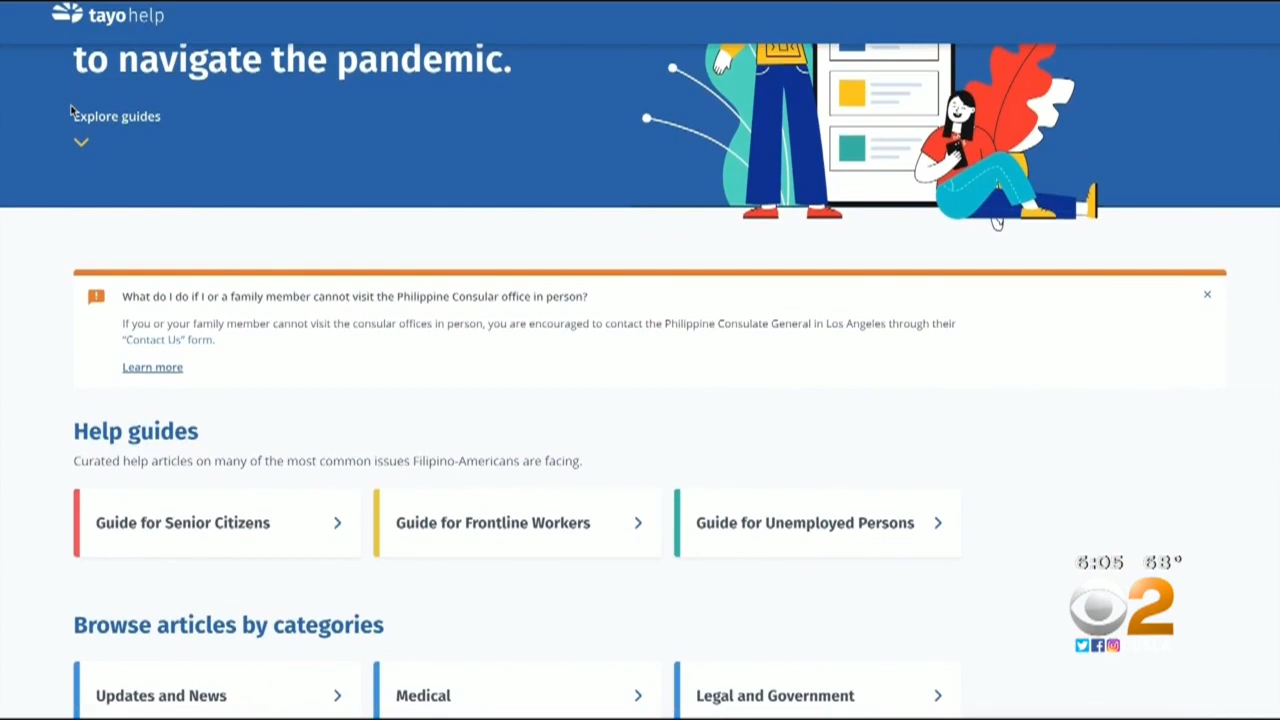 tayo help
to navigate the pandemic.
Explore guides
What do I do if I or a family member cannot visit the Philippine Consular office in person?
If you or your family member cannot visit the consular offices in person, you are encouraged to contact the Philippine Consulate General in Los Angeles through their
"Contact Us" form.
Learn more
Help guides
Curated help articles on many of the most common issues Filipino-Americans are facing.
Guide for Senior Citizens
Guide for Frontline Workers
Guide for Unemployed Persons
Browse articles by categories
Updates and News
Medical
Legal and Government
2